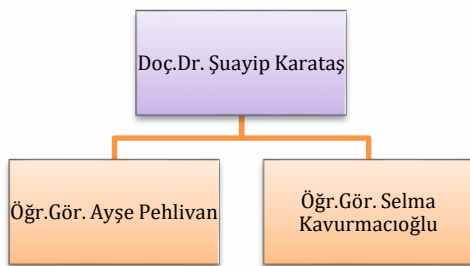 Doç.Dr. Şuayip Karataş
Öğr.Gör. Ayşe Pehlivan
Öğr.Gör. Selma
Kavurmacıoğlu